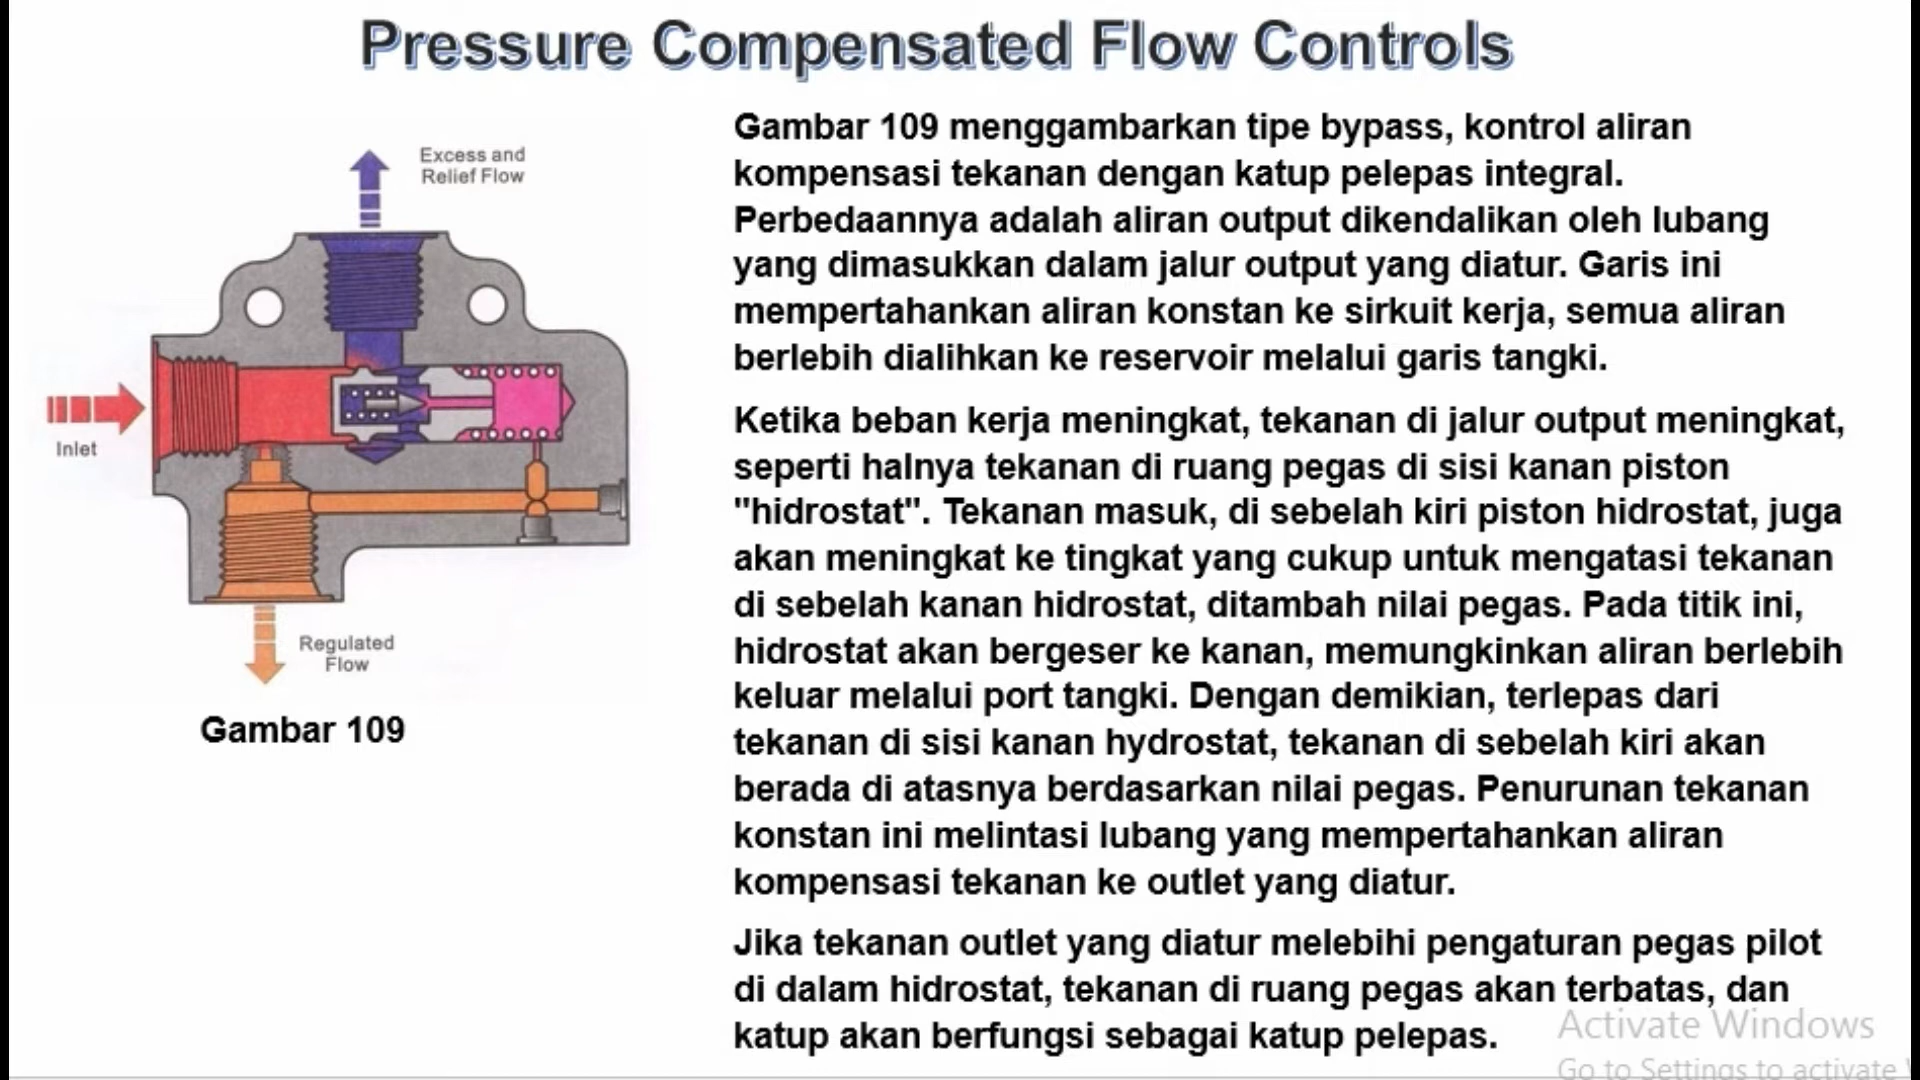 Pressure Compensated Flow Controls
Excess and
Relief Flow
Inlet
Regulated
Flow
Gambar 109
Gambar 109 menggambarkan tipe bypass, kontrol aliran
kompensasi tekanan dengan katup pelepas integral.
Perbedaannya adalah aliran output dikendalikan oleh lubang
yang dimasukkan dalam jalur output yang diatur. Garis ini
mempertahankan aliran konstan ke sirkuit kerja, semua aliran
berlebih dialihkan ke reservoir melalui garis tangki.
Ketika beban kerja meningkat, tekanan di jalur output meningkat,
seperti halnya tekanan di ruang pegas di sisi kanan piston
"hidrostat". Tekanan masuk, di sebelah kiri piston hidrostat, juga
akan meningkat ke tingkat yang cukup untuk mengatasi tekanan
di sebelah kanan hidrostat, ditambah nilai pegas. Pada titik ini,
hidrostat akan bergeser ke kanan, memungkinkan aliran berlebih
keluar melalui port tangki. Dengan demikian, terlepas dari
tekanan di sisi kanan hydrostat, tekanan di sebelah kiri akan
berada di atasnya berdasarkan nilai pegas. Penurunan tekanan
konstan ini melintasi lubang yang mempertahankan aliran
kompensasi tekanan ke outlet yang diatur.
Jika tekanan outlet yang diatur melebihi pengaturan pegas pilot
di dalam hidrostat, tekanan di ruang pegas akan terbatas, dan
katup akan berfungsi sebagai katup pelepas.
Activate Windows
Go to Settings to activate